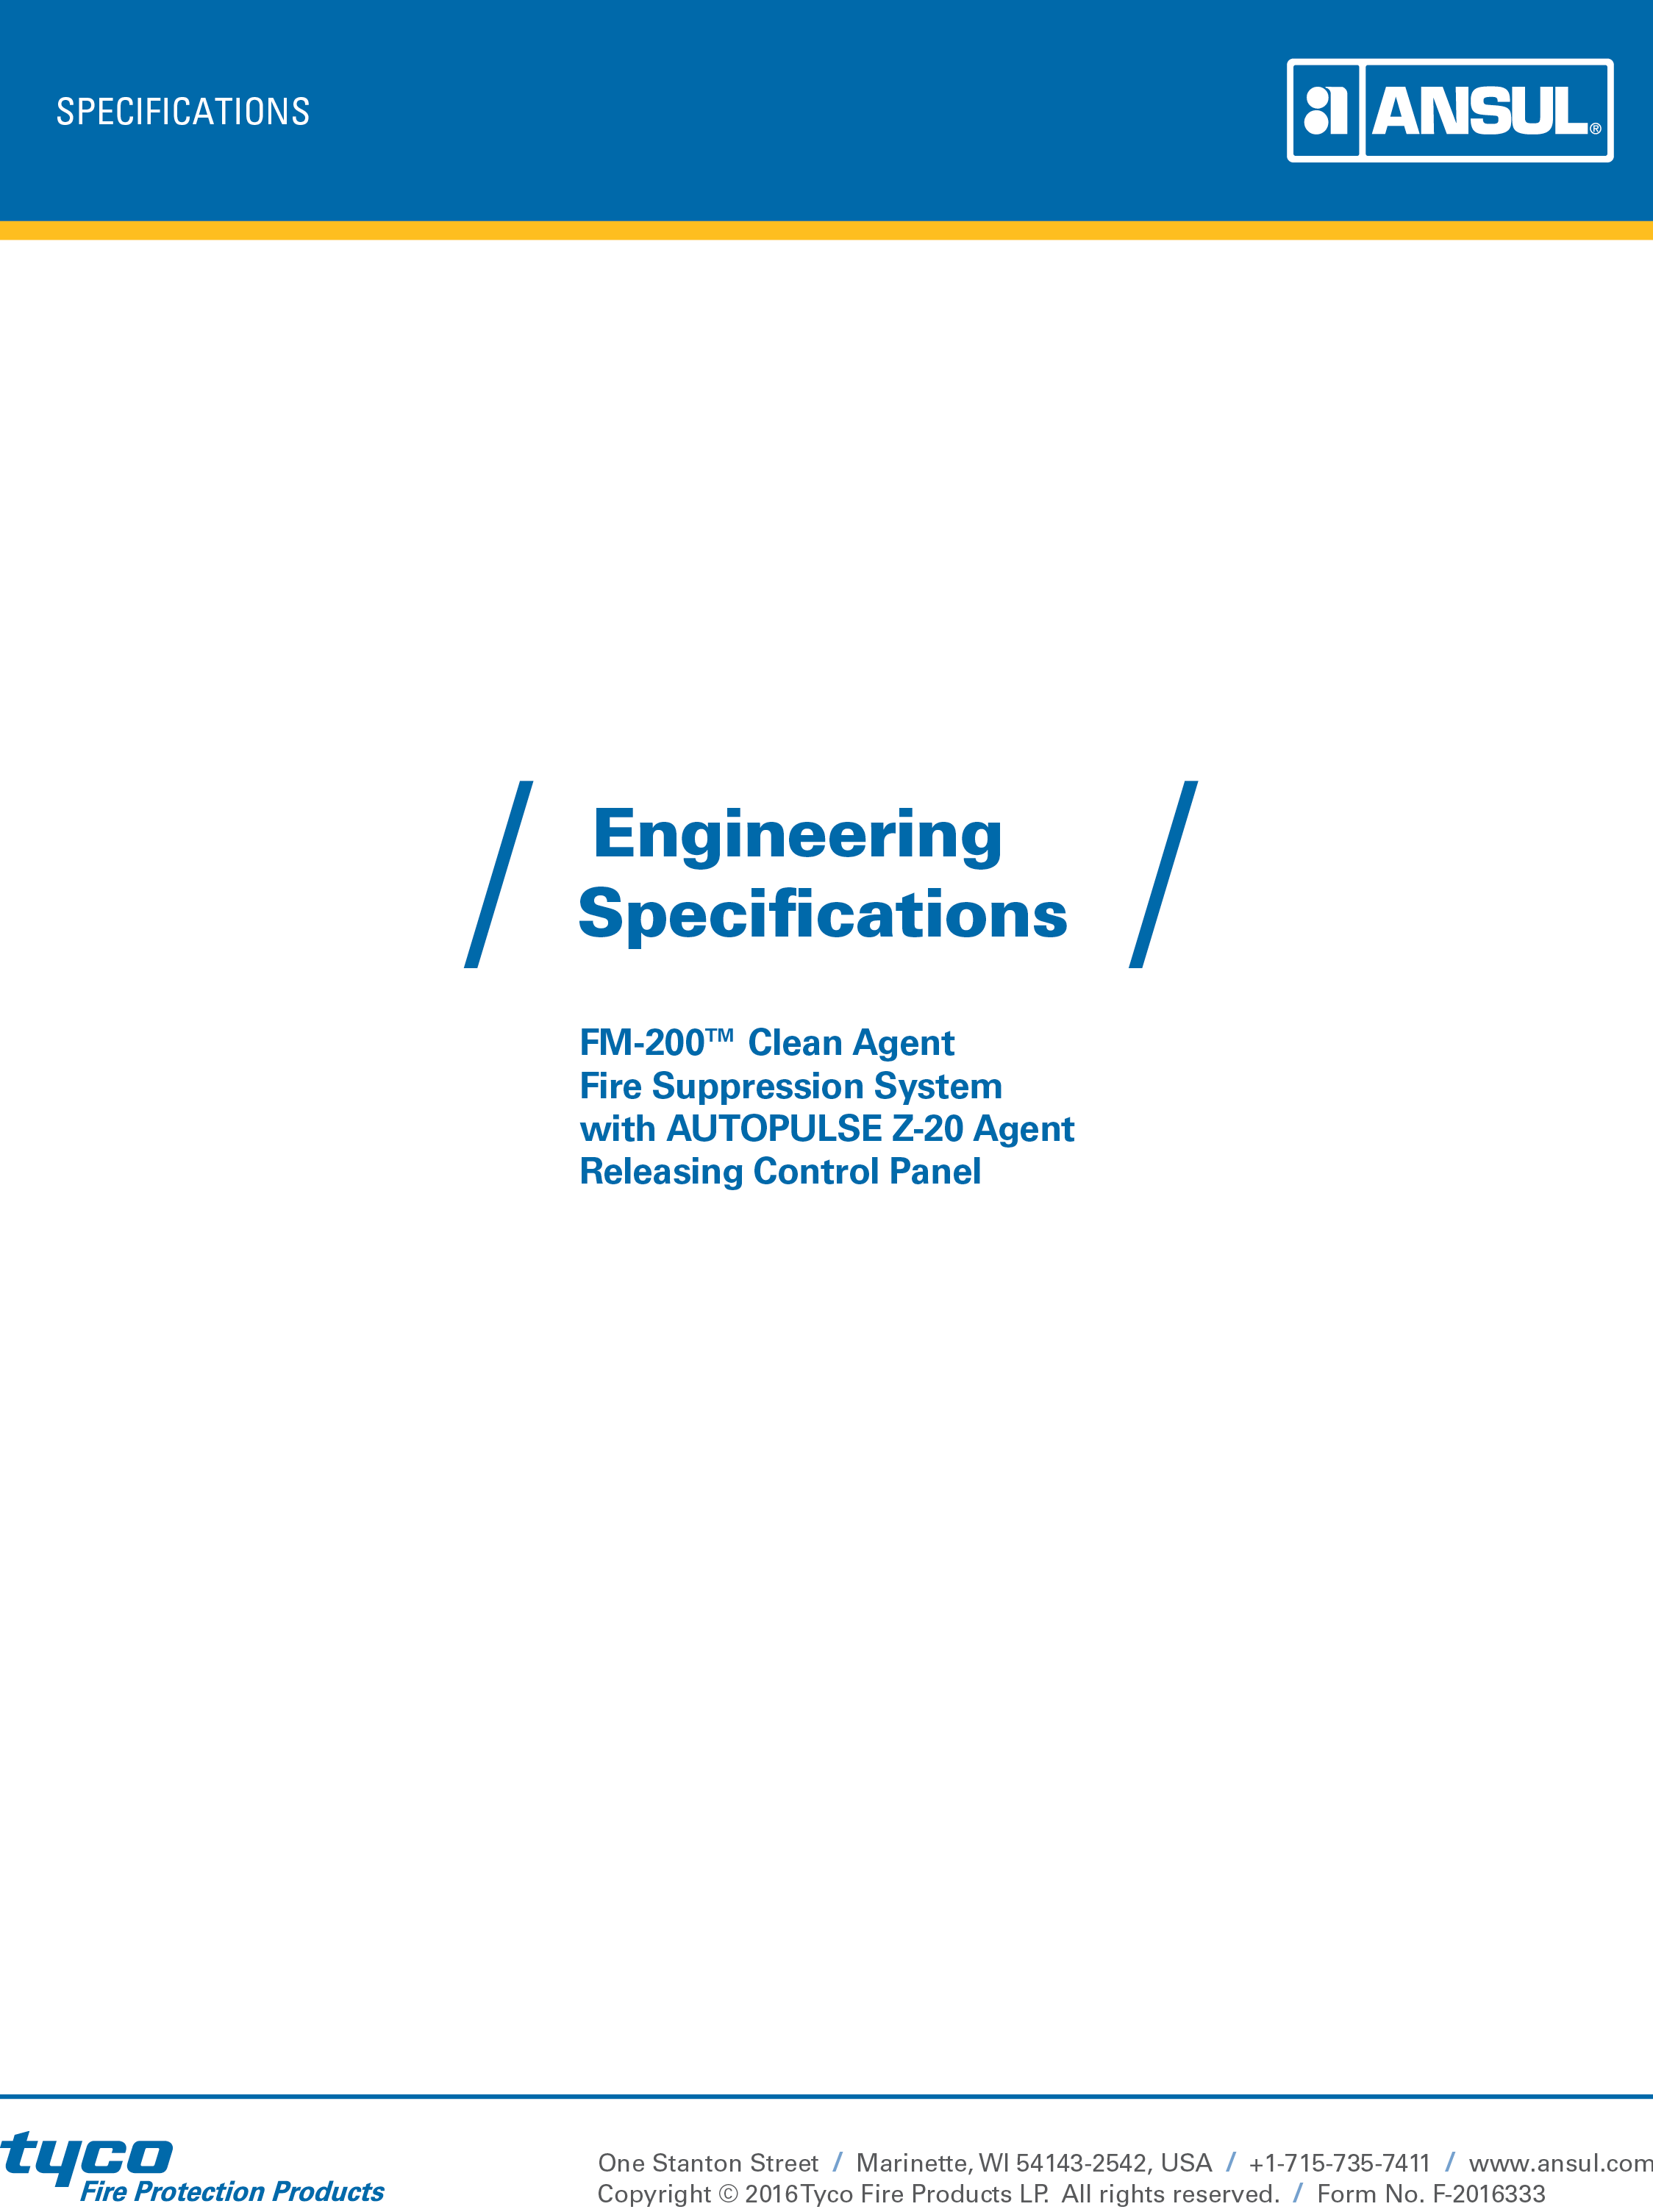 SPECIFICATIONS
ANSUL®
Engineering
Specifications
FM-200™ Clean Agent
Fire Suppression System
with AUTOPULSE Z-20 Agent
Releasing Control Panel
tyco
Fire Protection Products
One Stanton Street / Marinette, WI 54143-2542, USA / +1-715-735-7411 / www.ansul.com
Copyright © 2016 Tyco Fire Products LP. All rights reserved. / Form No. F-2016333